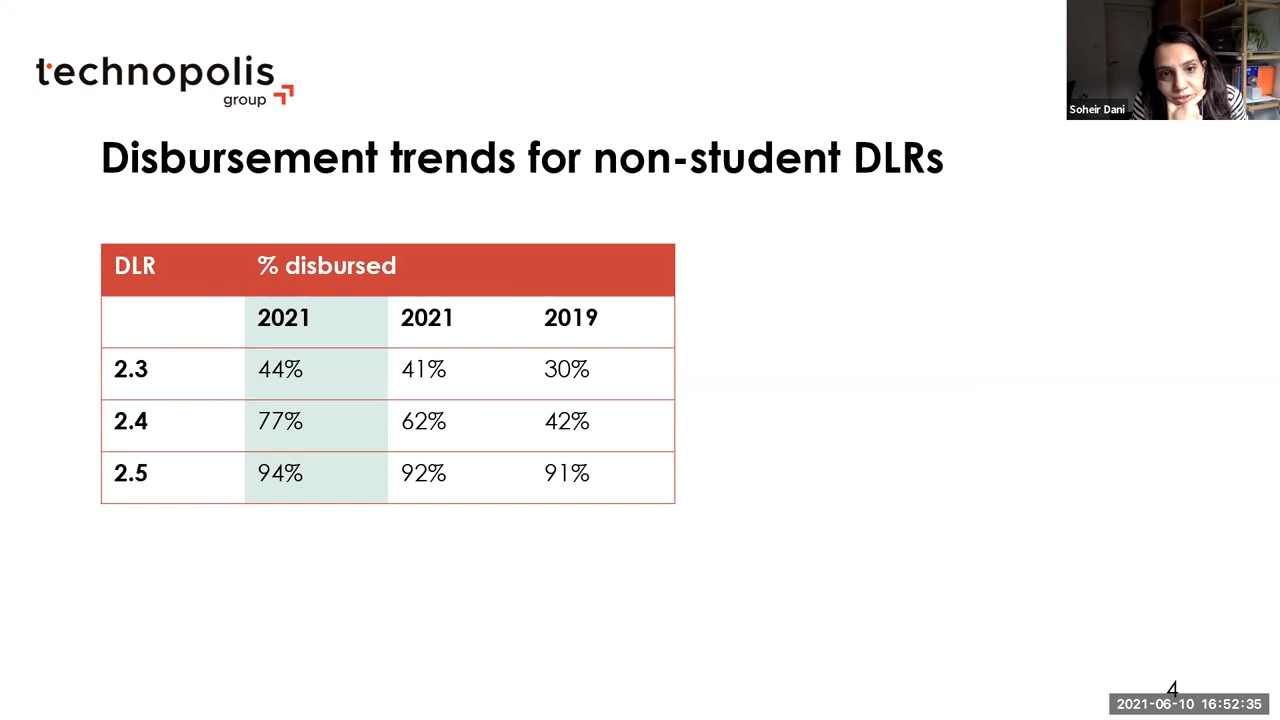 technopolis
group
Soheir Dani
Disbursement trends for non-student DLRs
DLR % disbursed
2021 2021 2019
2.3 44% 41% 30%
2.4 77% 62% 42%
2.5 94% 92% 91%
4
2021-06-10 16:52:35